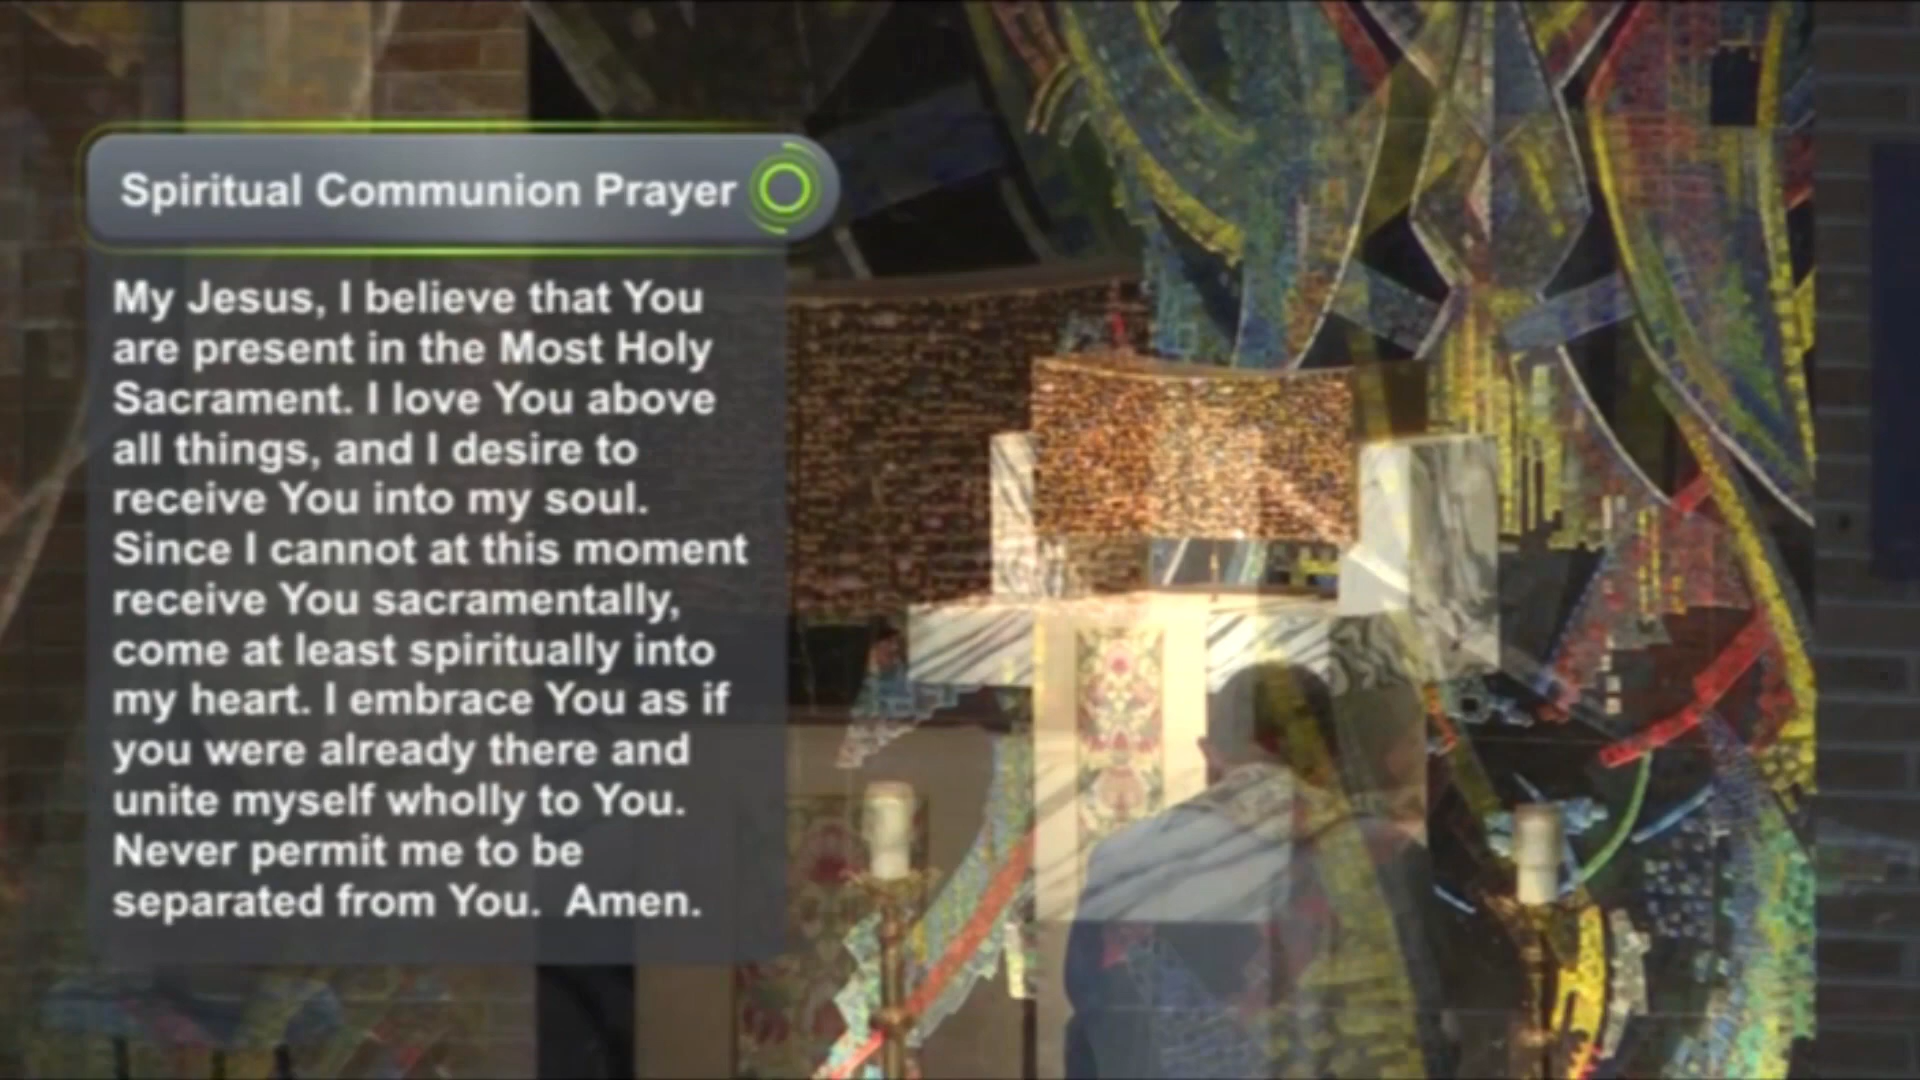 Spiritual Communion Prayer
My Jesus, I believe that You
are present in the Most Holy
Sacrament. I love You above
all things, and I desire to
receive You into my soul.
Since I cannot at this moment
receive You sacramentally,
come at least spiritually into
my heart. I embrace You as if
you were already there and
unite myself wholly to You.
Never permit me to be
separated from You.  Amen.